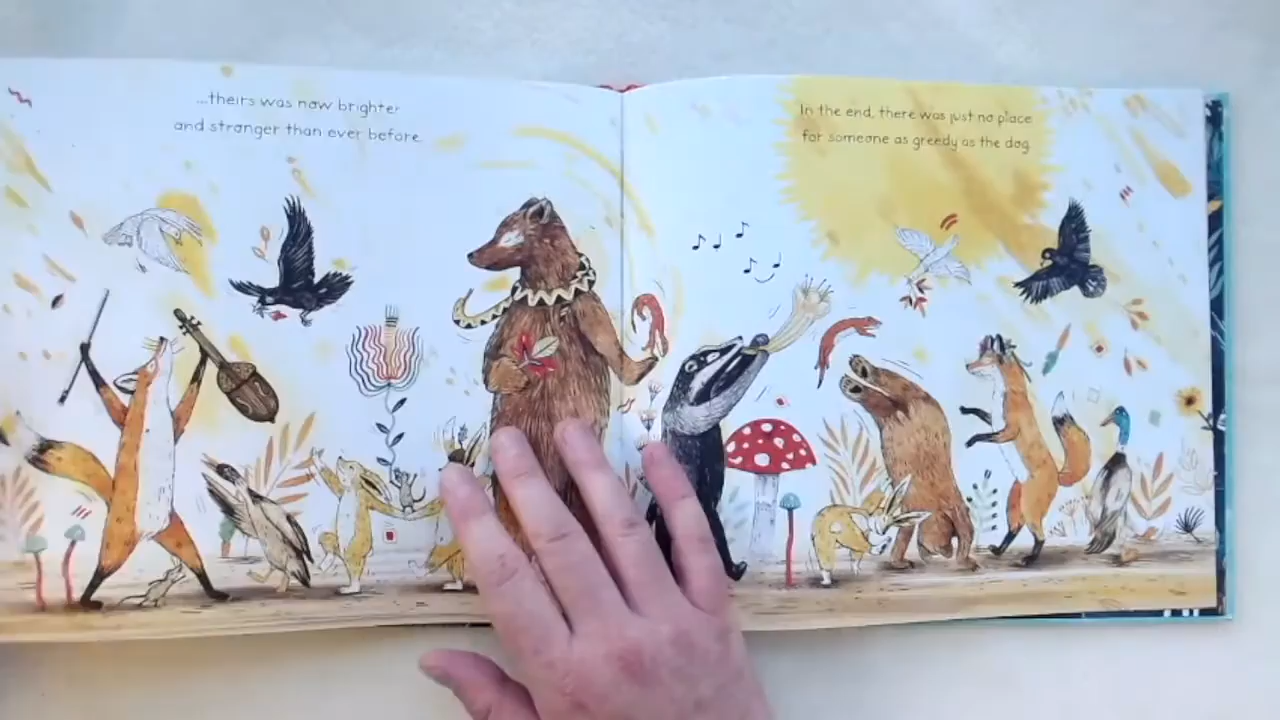 ...theirs was now brighter
and stranger than ever before.
In the end, there was just no place
for someone as greedy as the dog.